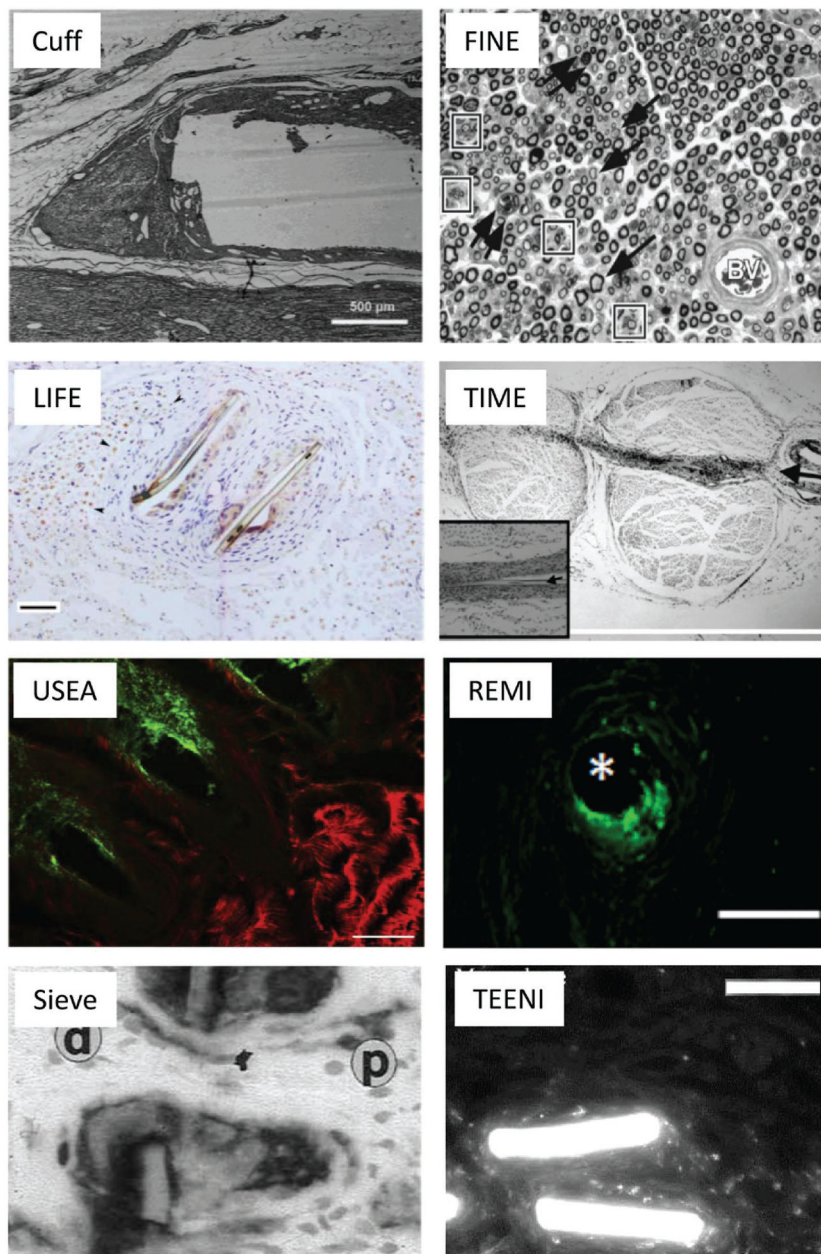 Cuff
500 µm
FINE
BV
LIFE
TIME
USEA
REMI
*
Sieve
d
p
TEENI